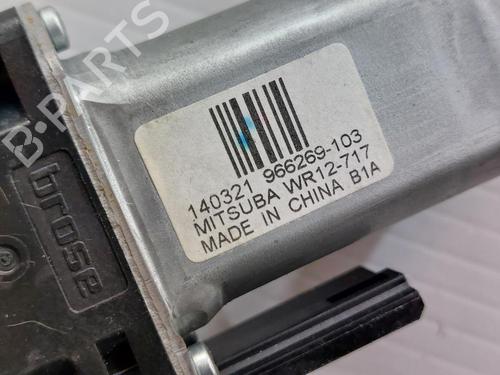 B-PARTS
brose
140321 966269-103
MITSUBA WR12-717
MADE IN CHINA B1A